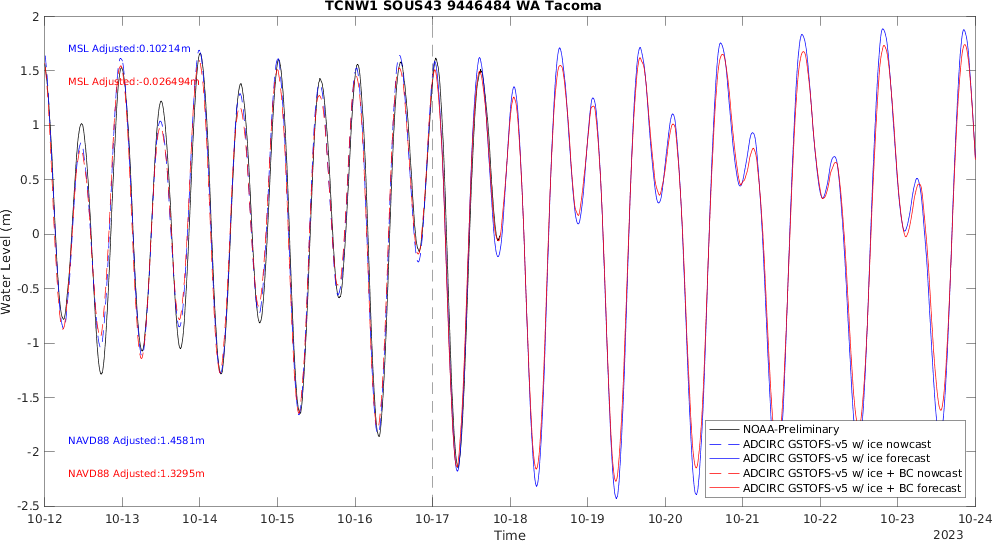 TCNW1 SOUS43 9446484 WA Tacoma
MSL Adjusted:0.10214m
MSL Adjusted:-0.026494m
NAVD88 Adjusted:1.4581m
NAVD88 Adjusted:1.3295m
Water Level (m)
2
1.5
1
0.5
0
-0.5
-1
-1.5
-2
-2.5
NOAA-Preliminary
ADCIRC GSTOFS-v5 w/ ice nowcast
ADCIRC GSTOFS-v5 w/ ice forecast
ADCIRC GSTOFS-v5 w/ ice + BC nowcast
ADCIRC GSTOFS-v5 w/ ice + BC forecast
10-12 10-13 10-14 10-15 10-16 10-17 10-18 10-19 10-20 10-21 10-22 10-23 10-24
Time
2023